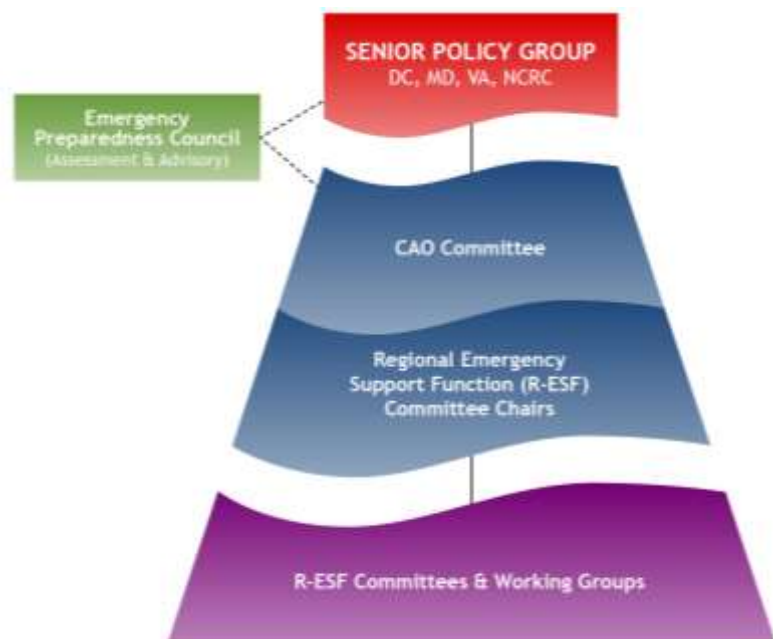 SENIOR POLICY GROUP
DC, MD, VA, NCRC
Emergency
Preparedness Council
(Assessment & Advisory)
CAO Committee
Regional Emergency
Support Function (R-ESF)
Committee Chairs
R-ESF Committees & Working Groups